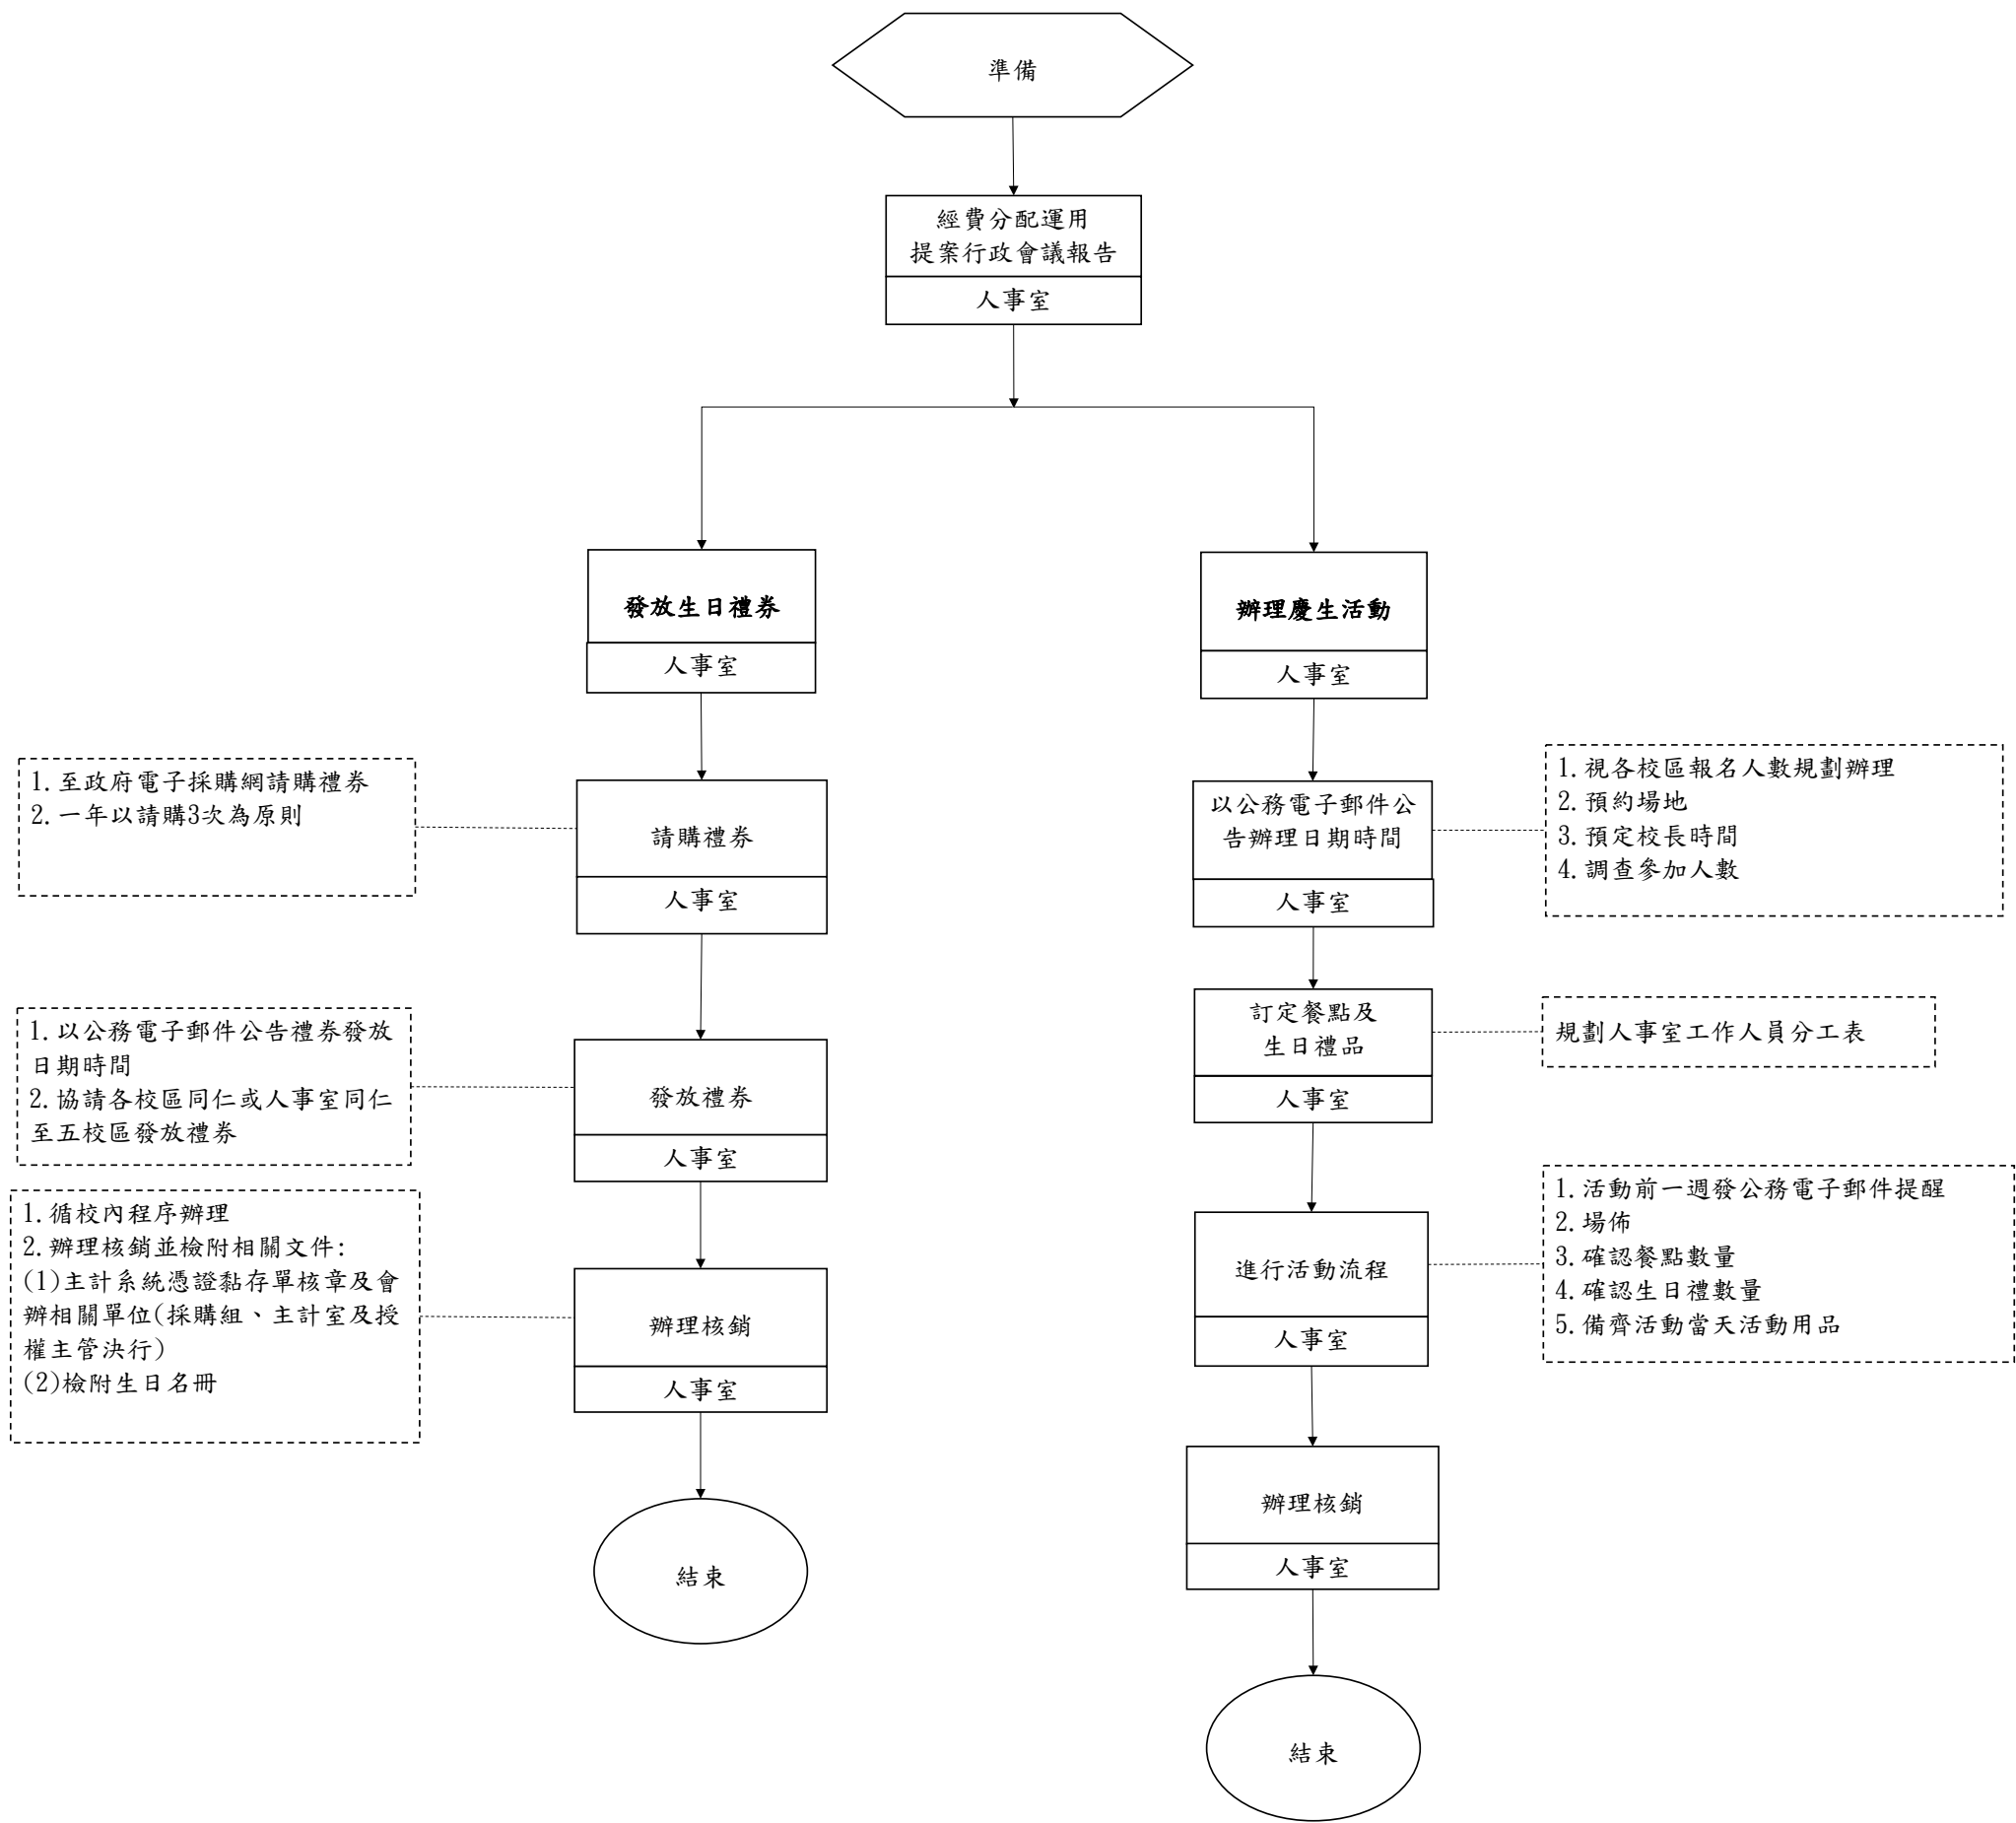 準備
經費分配運用
提案行政會議報告
人事室
發放生日禮券
人事室
1.至政府電子採購網請購禮券
2.一年以請購3次為原則
請購禮券
人事室
1.以公務電子郵件公告禮券發放
日期時間
2.協請各校區同仁或人事室同仁
至五校區發放禮券
發放禮券
人事室
1.循校內程序辦理
2.辦理核銷並檢附相關文件:
(1)主計系統憑證黏存單核章及會
辦相關單位(採購組、主計室及授
權主管決行)
(2)檢附生日名冊
辦理核銷
人事室
結束
辦理慶生活動
人事室
以公務電子郵件公
告辦理日期時間
人事室
1.視各校區報名人數規劃辦理
2.預約場地
3.預定校長時間
4.調查參加人數
訂定餐點及
生日禮品
人事室
規劃人事室工作人員分工表
進行活動流程
人事室
1.活動前一週發公務電子郵件提醒
2.場佈
3.確認餐點數量
4.確認生日禮數量
5.備齊活動當天活動用品
辦理核銷
人事室
結束